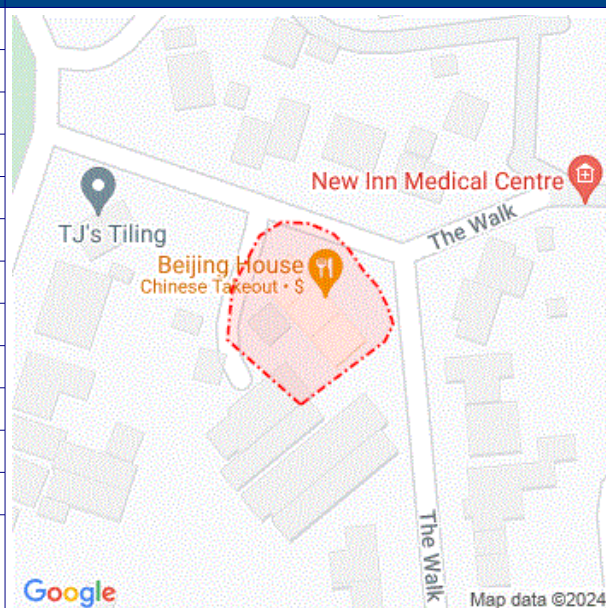 New Inn Medical Centre
The Walk
TJ's Tiling
Beijing House
Chinese Takeout • $
The Walk
Google
Map data ©2024